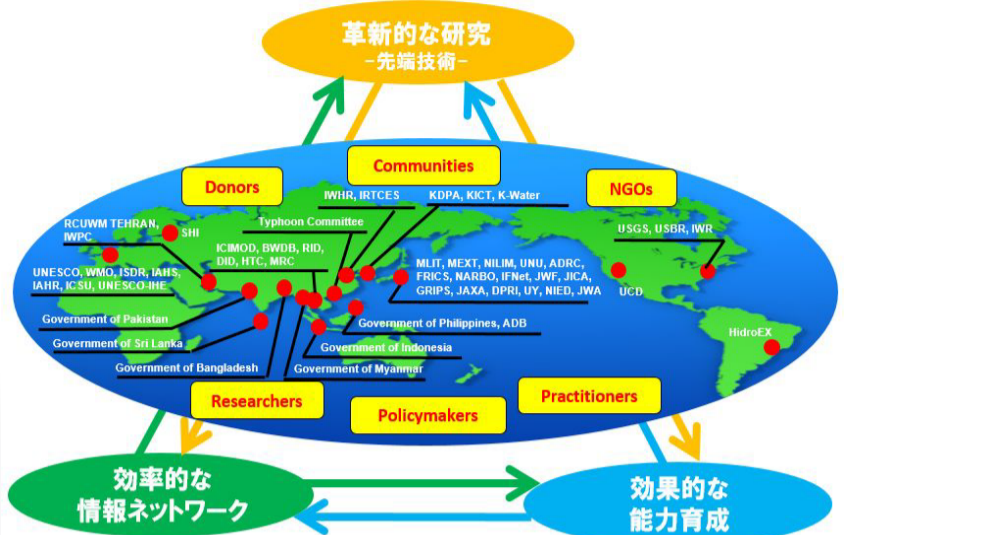 革新的な研究
-先端技術-
Communities
Donors
NGOs
IWHR, IRTCES
KDPA, KICT, K-Water
RCUWM TEHRAN,
IWPC
SHI
Typhoon Committee
USGS, USBR, IWR
ICIMOD, BWDB, RID,
DID, HTC, MRC
MLIT, MEXT, NILIM, UNU, ADRC,
FRICS, NARBO, IFNet, JWF, JICA,
GRIPS, JAXA, DPRI, UY, NIED, JWA
UNESCO, WMO, ISDR, IAHS,
IAHR, ICSU, UNESCO-IHE
UCD
Government of Pakistan
Government of Philippines, ADB
HidroEX
Government of Sri Lanka
Government of Indonesia
Government of Bangladesh
Government of Myanmar
Researchers
Policymakers
Practitioners
効率的な
情報ネットワーク
効果的な
能力育成